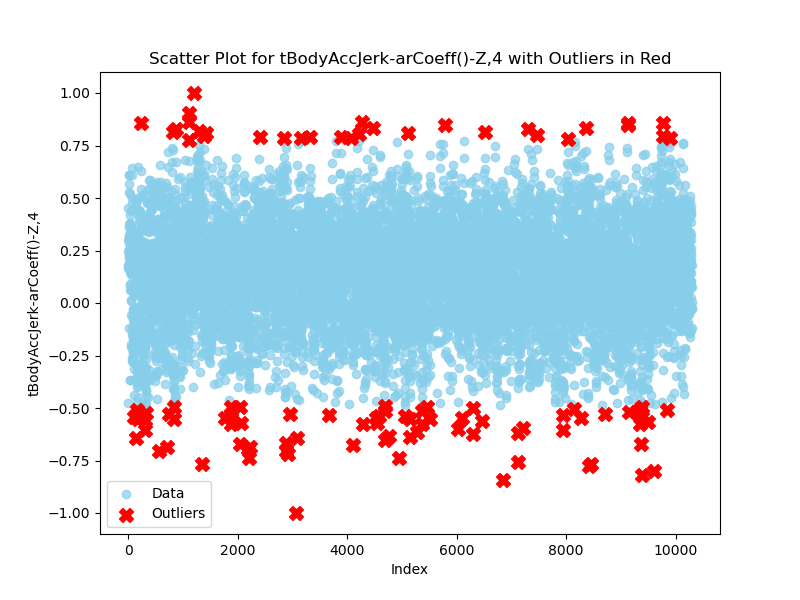 Scatter Plot for tBodyAccJerk-arCoeff()-Z,4 with Outliers in Red
tBodyAccJerk-arCoeff()-Z,4
1.00
0.75
0.50
0.25
0.00
−0.25
−0.50
−0.75
−1.00
Data
Outliers
0 2000 4000 6000 8000 10000
Index